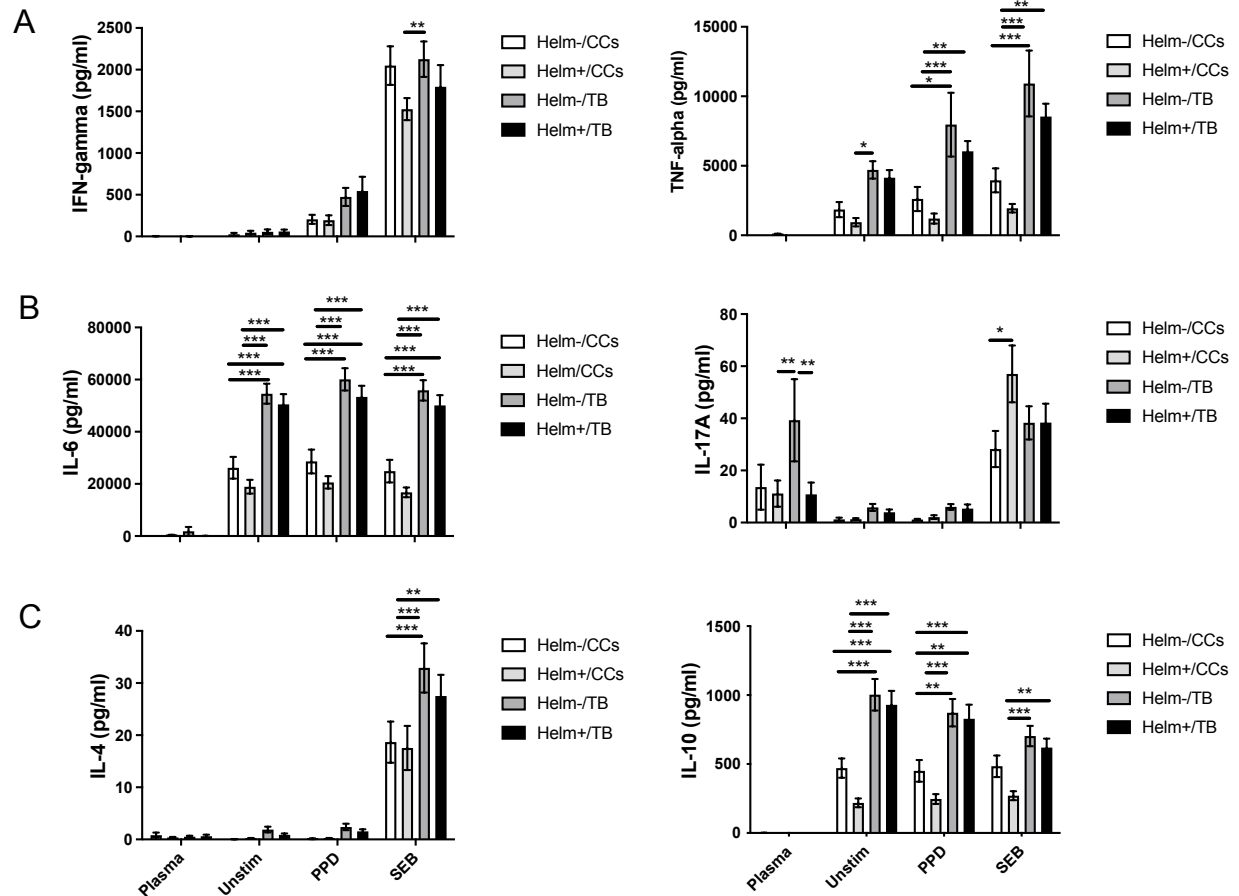 A
IFN-gamma (pg/ml)
2500
2000
1500
1000
500
0
**
Helm-/CCs
Helm+/CCs
Helm-/TB
Helm+/TB
TNF-alpha (pg/ml)
15000
10000
5000
0
*
**
***
*
**
***
***
Helm-/CCs
Helm+/CCs
Helm-/TB
Helm+/TB
B
IL-6 (pg/ml)
80000
60000
40000
20000
0
***
***
***
***
***
***
***
***
***
***
***
***
Helm-/CCs
Helm/CCs
Helm-/TB
Helm+/TB
IL-17A (pg/ml)
80
60
40
20
0
**
**
*
Helm-/CCs
Helm+/CCs
Helm-/TB
Helm+/TB
C
IL-4 (pg/ml)
40
30
20
10
0
**
***
***
Helm-/CCs
Helm+/CCs
Helm-/TB
Helm+/TB
Plasma
Unstim
PPD
SEB
IL-10 (pg/ml)
1500
1000
500
0
***
***
***
***
***
**
***
**
**
***
Helm-/CCs
Helm+/CCs
Helm-/TB
Helm+/TB
Plasma
Unstim
PPD
SEB